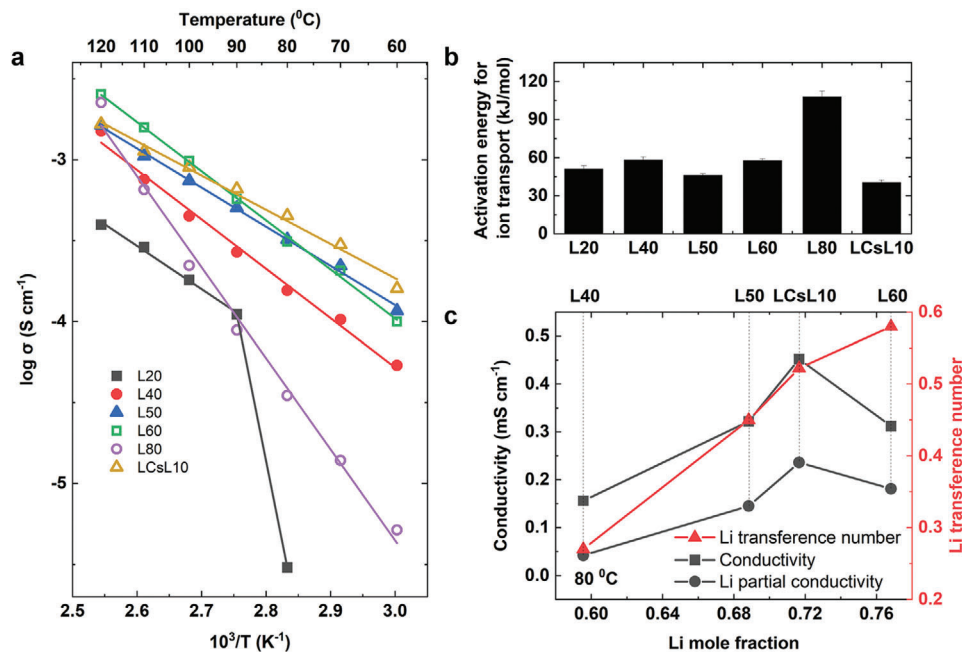 a
Temperature (⁰C)
120 110 100 90 80 70 60
log σ (S cm⁻¹)
-3
-4
-5
L20
L40
L50
L60
L80
LCsL10
2.5 2.6 2.7 2.8 2.9 3.0
10³/T (K⁻¹)
b
Activation energy for
ion transport (kJ/mol)
120
90
60
30
0
L20 L40 L50 L60 L80 LCsL10
c
L40 L50 LCsL10 L60
Conductivity (mS cm⁻¹)
0.5
0.4
0.3
0.2
0.1
0.0
Li transference number
Conductivity
Li partial conductivity
80 ⁰C
0.6
0.5
0.4
0.3
0.2
Li transference number
0.60 0.64 0.68 0.72 0.76
Li mole fraction